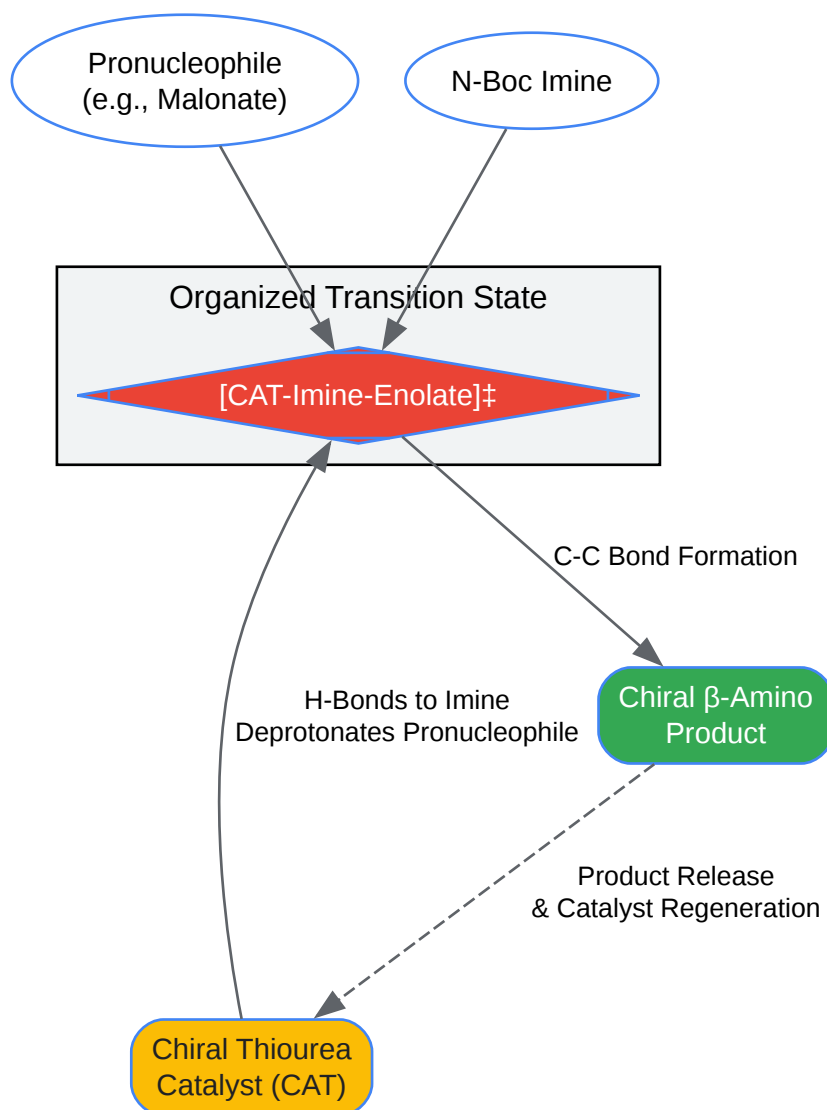 Pronucleophile
(e.g., Malonate)
N-Boc Imine
Organized Transition State
[CAT-Imine-Enolate]‡
C-C Bond Formation
H-Bonds to Imine
Deprotonates Pronucleophile
Chiral β-Amino
Product
Product Release
& Catalyst Regeneration
Chiral Thiourea
Catalyst (CAT)